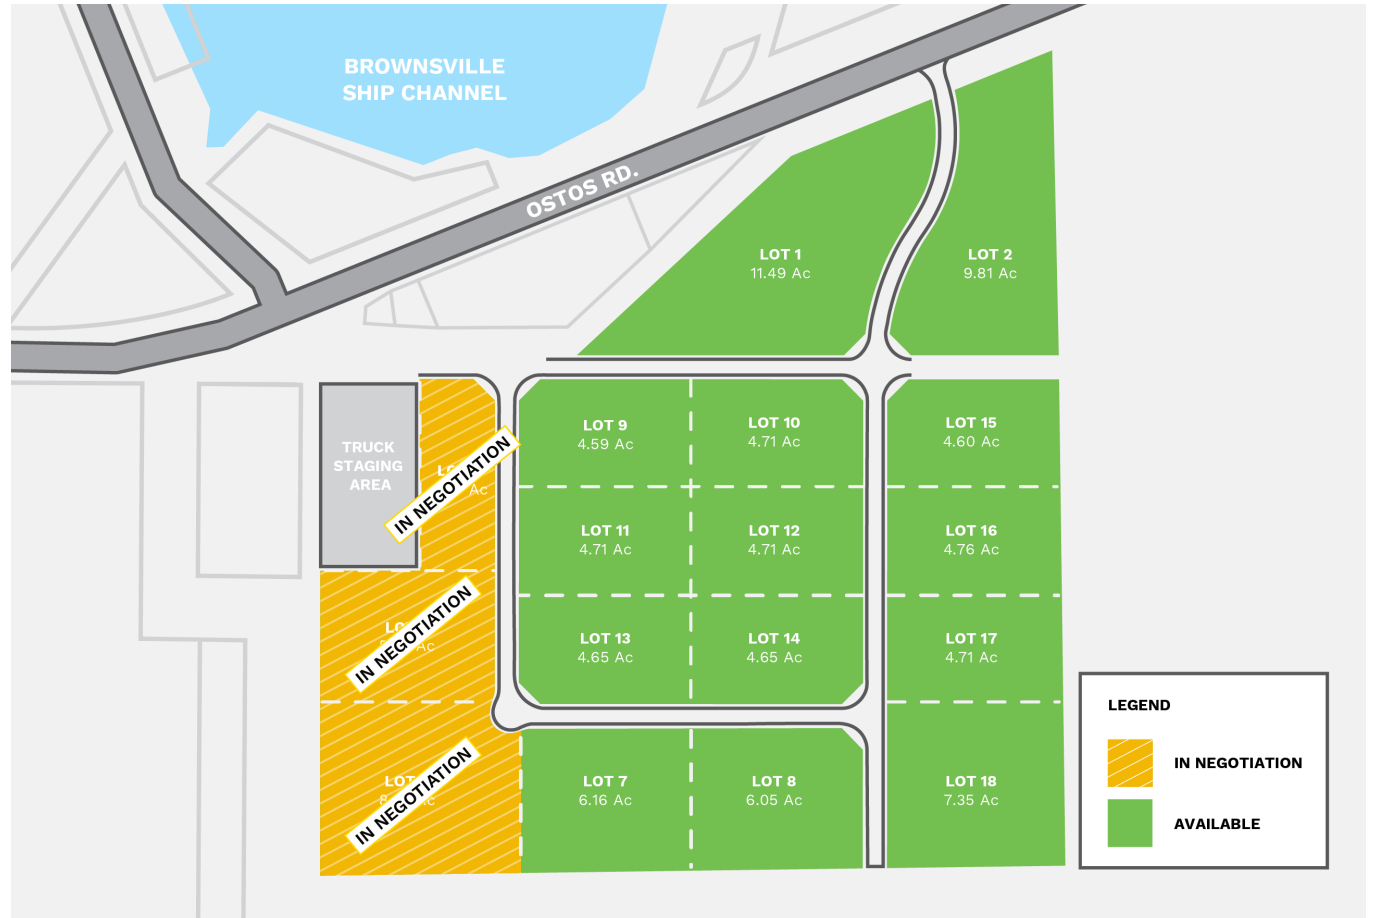 BROWNSVILLE
SHIP CHANNEL
OSTOS RD.
LOT 1
11.49 Ac
LOT 2
9.81 Ac
TRUCK
STAGING
AREA
Ac
IN NEGOTIATION
LOT 9
4.59 Ac
LOT 10
4.71 Ac
LOT 15
4.60 Ac
LOT 11
4.71 Ac
LOT 12
4.71 Ac
LOT 16
4.76 Ac
Ac
IN NEGOTIATION
LOT 13
4.65 Ac
LOT 14
4.65 Ac
LOT 17
4.71 Ac
LOT
IN NEGOTIATION
LOT 7
6.16 Ac
LOT 8
6.05 Ac
LOT 18
7.35 Ac
LEGEND
IN NEGOTIATION
AVAILABLE